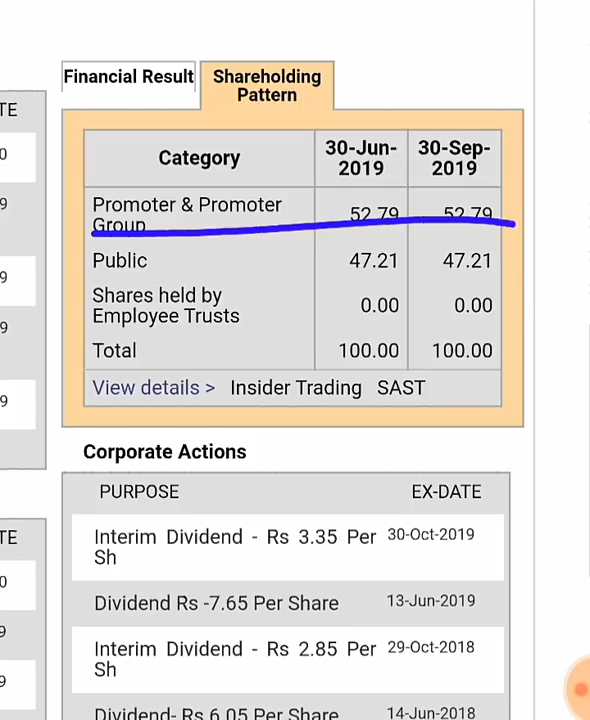 Financial Result
Shareholding
Pattern
TE
0
9
9
9
9
Category
30-Jun-
2019
30-Sep-
2019
Promoter & Promoter
Group
52.79
52.79
Public
47.21
47.21
Shares held by
Employee Trusts
0.00
0.00
Total
100.00
100.00
View details > Insider Trading SAST
Corporate Actions
PURPOSE
EX-DATE
Interim Dividend - Rs 3.35 Per
Sh
30-Oct-2019
Dividend Rs -7.65 Per Share
13-Jun-2019
Interim Dividend - Rs 2.85 Per
Sh
29-Oct-2018
Dividend- Rs 6.05 Per Share
14-Jun-2018
TE
0
9
9